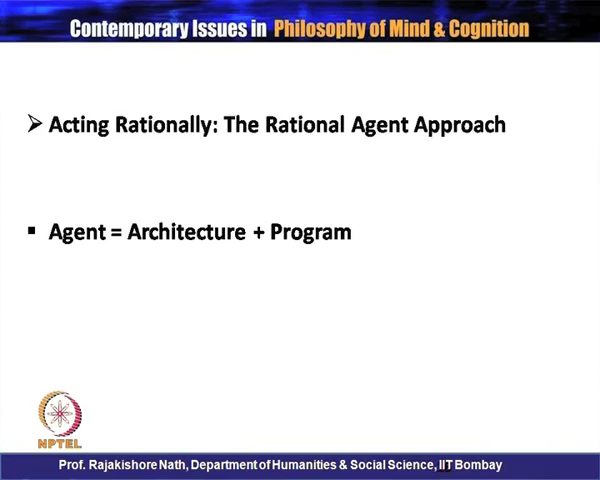 Contemporary Issues in Philosophy of Mind & Cognition
Acting Rationally: The Rational Agent Approach
Agent = Architecture + Program
NPTEL
Prof. Rajakishore Nath, Department of Humanities & Social Science, IIT Bombay